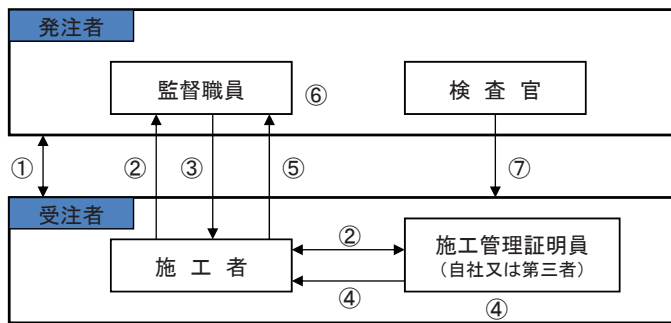 発注者
監督職員
⑥
検 査 官
①
②
③
⑤
⑦
受注者
施 工 者
②
④
施工管理証明員
（自社又は第三者）
④